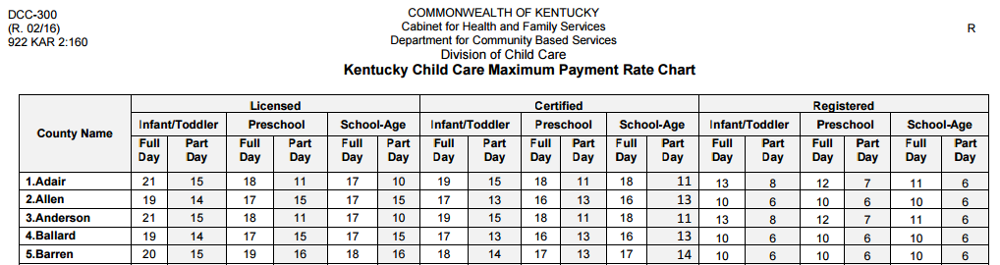 DCC-300
(R. 02/16)
922 KAR 2:160
COMMONWEALTH OF KENTUCKY
Cabinet for Health and Family Services
Department for Community Based Services
Division of Child Care
Kentucky Child Care Maximum Payment Rate Chart
R
County Name Licensed Certified Registered
Infant/Toddler Preschool School-Age Infant/Toddler Preschool School-Age Infant/Toddler Preschool School-Age
Full Day Part Day Full Day Part Day Full Day Part Day Full Day Part Day Full Day Part Day Full Day Part Day Full Day Part Day Full Day Part Day Full Day Part Day
1.Adair 21 15 18 11 17 10 19 15 18 11 18 11 13 8 12 7 11 6
2.Allen 19 14 17 15 17 15 17 13 16 13 16 13 10 6 10 6 10 6
3.Anderson 21 15 18 11 17 10 19 15 18 11 18 11 13 8 12 7 11 6
4.Ballard 19 14 17 15 17 15 17 13 16 13 16 13 10 6 10 6 10 6
5.Barren 20 15 19 16 18 16 18 14 17 13 17 14 10 6 10 6 10 6